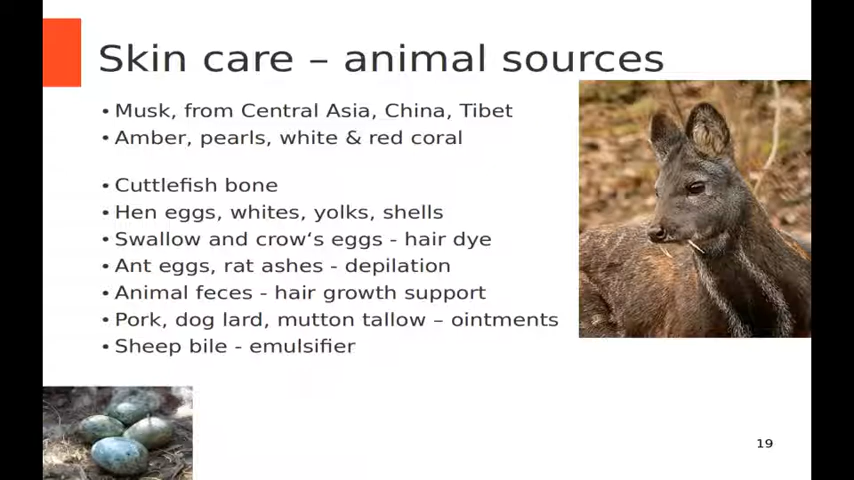 Skin care – animal sources
• Musk, from Central Asia, China, Tibet
• Amber, pearls, white & red coral
• Cuttlefish bone
• Hen eggs, whites, yolks, shells
• Swallow and crow‘s eggs - hair dye
• Ant eggs, rat ashes - depilation
• Animal feces - hair growth support
• Pork, dog lard, mutton tallow – ointments
• Sheep bile - emulsifier
19